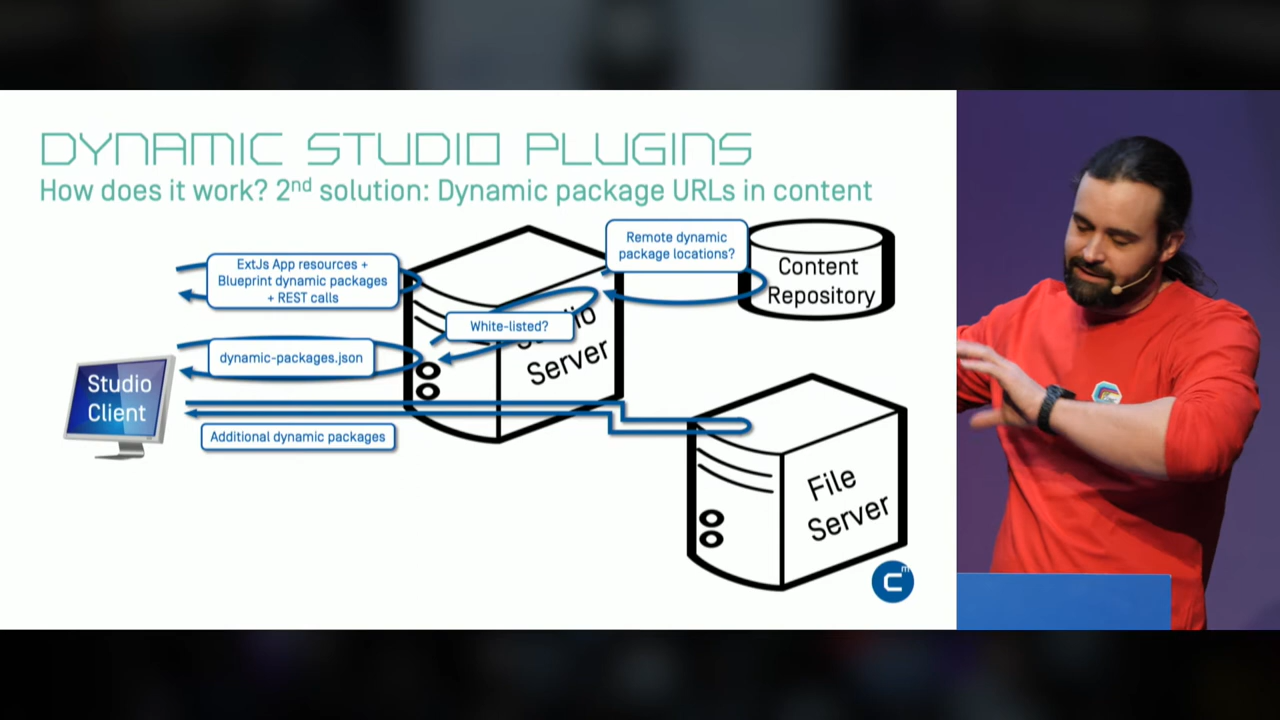 DYNAMIC STUDIO PLUGINS
How does it work? 2nd solution: Dynamic package URLs in content
ExtJs App resources +
Blueprint dynamic packages
+ REST calls
Remote dynamic
package locations?
Content
Repository
White-listed?
Server
dynamic-packages.json
Studio
Client
Additional dynamic packages
File
Server
Cm